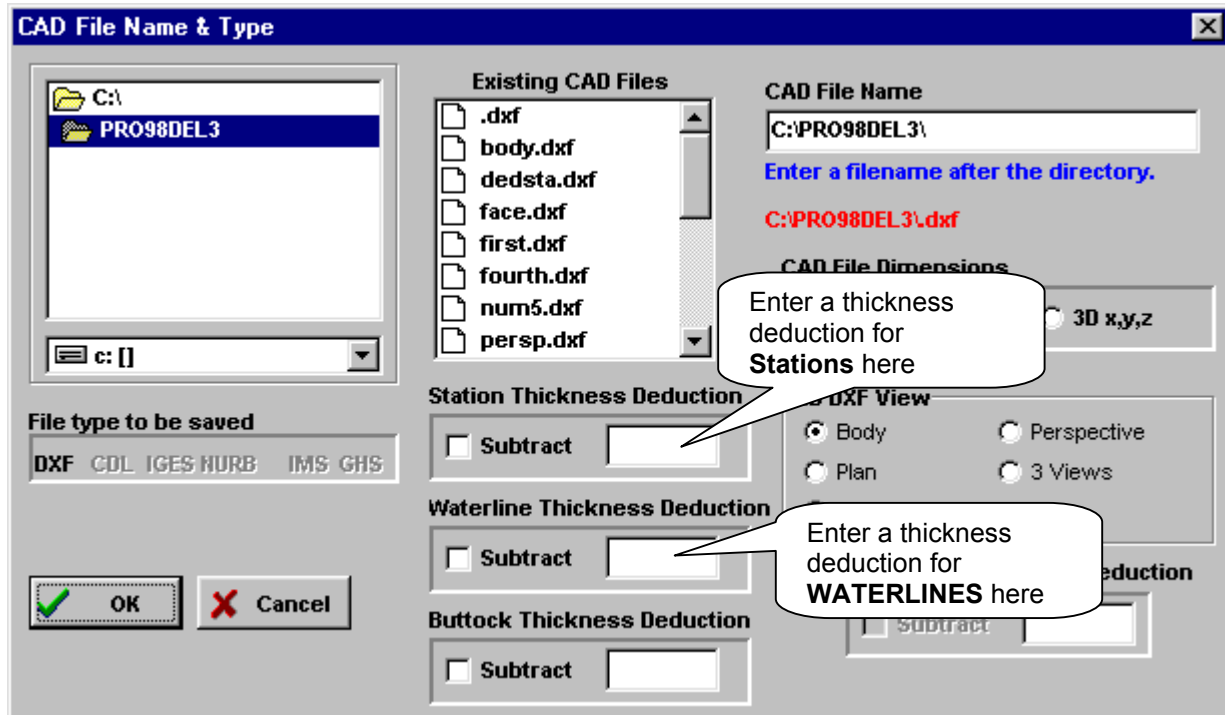 CAD File Name & Type
C:\
PRO98DEL3
c: []
File type to be saved
DXF CDL IGES NURB IMS GHS
OK
Cancel
Existing CAD Files
.dxf
body.dxf
dedsta.dxf
face.dxf
first.dxf
fourth.dxf
num5.dxf
persp.dxf
Station Thickness Deduction
Subtract
Waterline Thickness Deduction
Subtract
Buttock Thickness Deduction
Subtract
CAD File Name
C:\PRO98DEL3\
Enter a filename after the directory.
C:\PRO98DEL3\.dxf
CAD File Dimensions
3D x,y,z
Enter a thickness
deduction for
Stations here
DXF View
Body
Perspective
Plan
3 Views
Enter a thickness
deduction for
WATERLINES here
eduction
Subtract